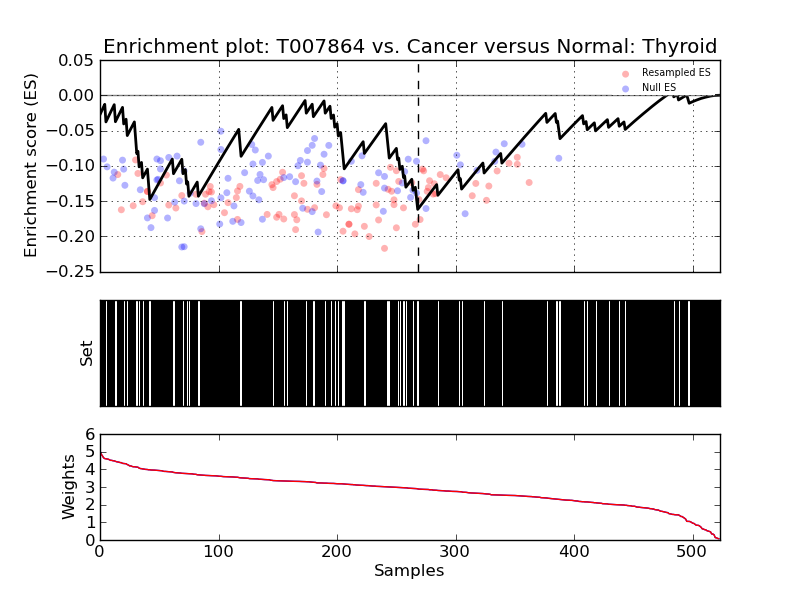 Enrichment plot: T007864 vs. Cancer versus Normal: Thyroid
Enrichment score (ES)
0.05
0.00
−0.05
−0.10
−0.15
−0.20
−0.25
Resampled ES
Null ES
Set
Weights
6
5
4
3
2
1
0
0 100 200 300 400 500
Samples